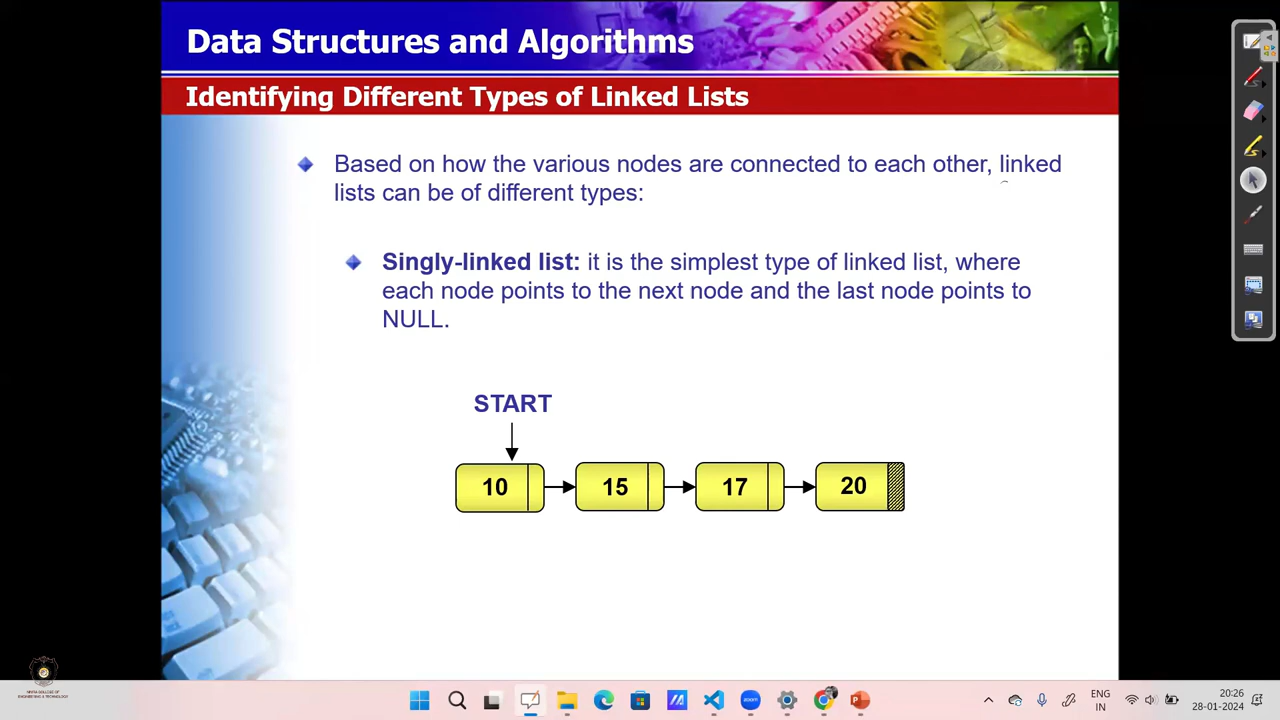 Data Structures and Algorithms
Identifying Different Types of Linked Lists
Based on how the various nodes are connected to each other, linked
lists can be of different types:
Singly-linked list: it is the simplest type of linked list, where
each node points to the next node and the last node points to
NULL.
START
10 15 17 20
ENG
IN
20:26
28-01-2024